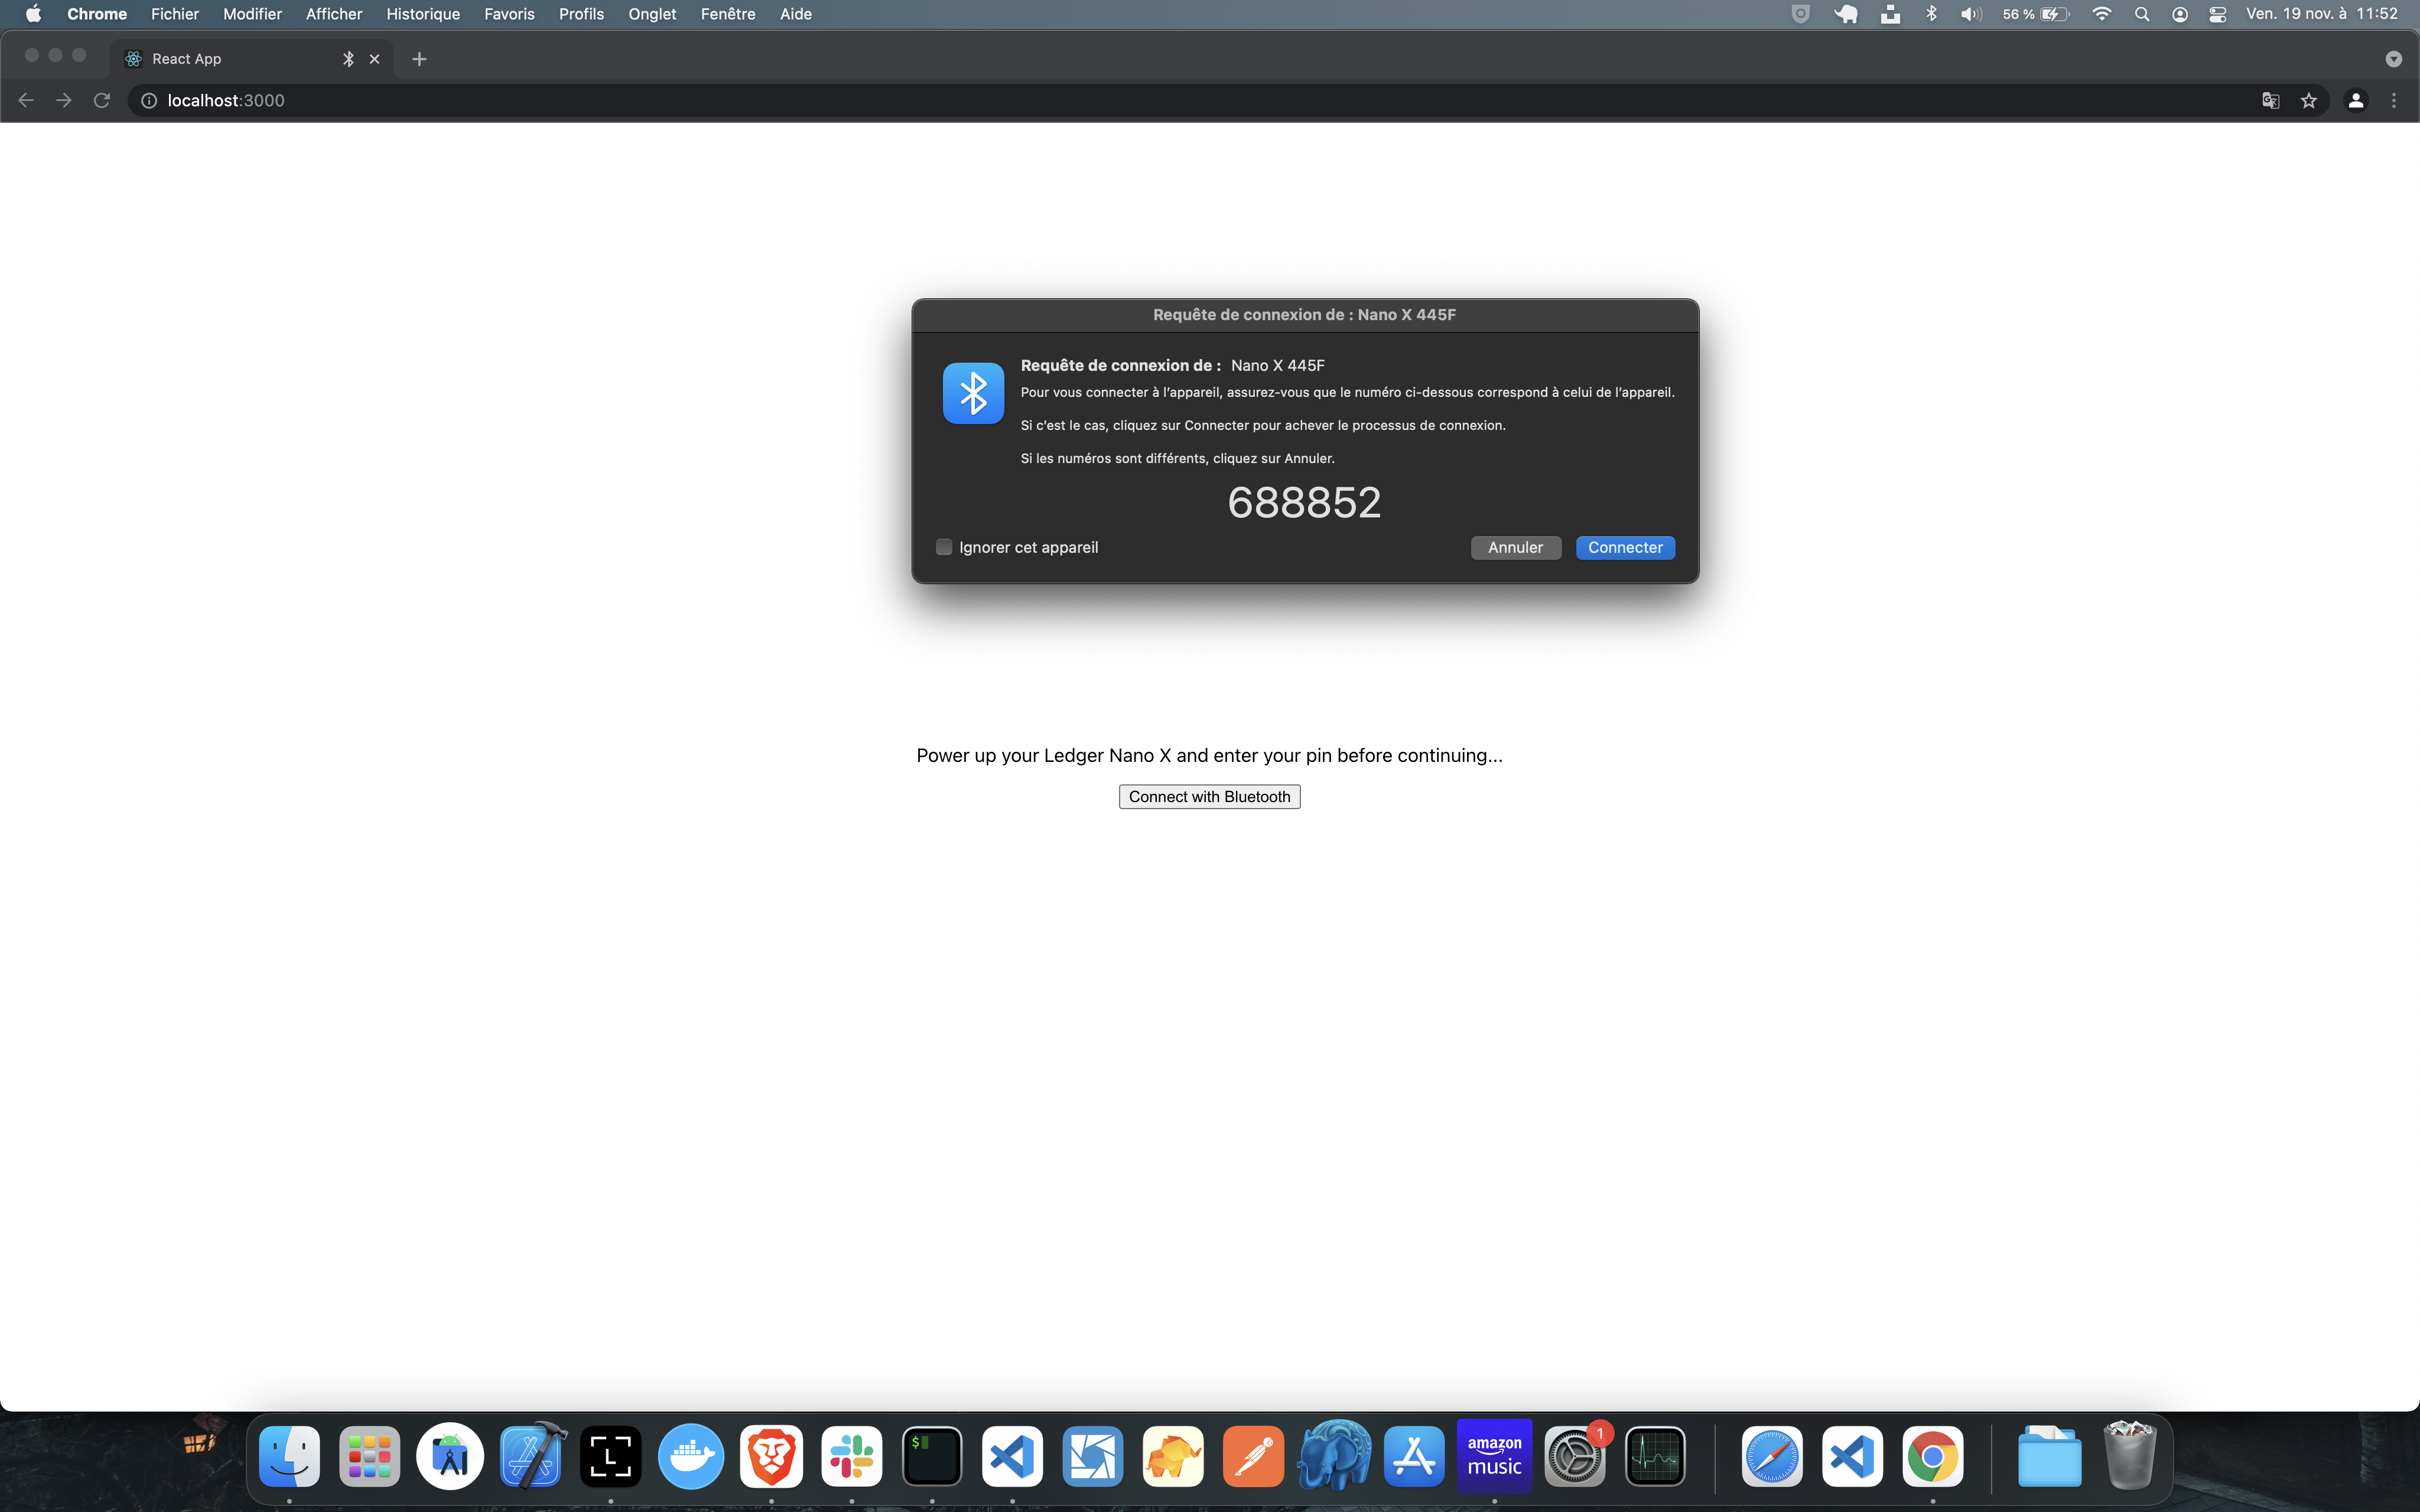 Chrome Fichier Modifier Afficher Historique Favoris Profils Onglet Fenêtre Aide 56 % Ven. 19 nov. à 11:52
React App
localhost:3000
Requête de connexion de : Nano X 445F
Requête de connexion de : Nano X 445F
Pour vous connecter à l’appareil, assurez-vous que le numéro ci-dessous correspond à celui de l’appareil.
Si c’est le cas, cliquez sur Connecter pour achever le processus de connexion.
Si les numéros sont différents, cliquez sur Annuler.
688852
Ignorer cet appareil Annuler Connecter
Power up your Ledger Nano X and enter your pin before continuing...
Connect with Bluetooth
L
$
amazon
music
1